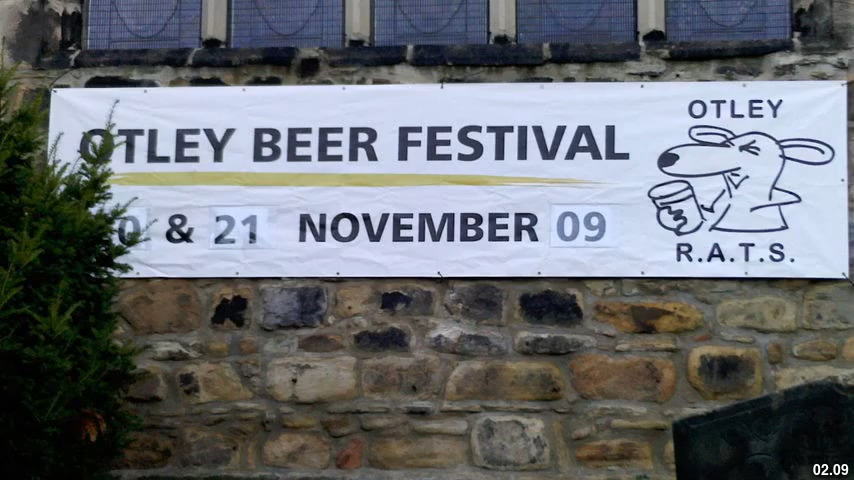 OTLEY BEER FESTIVAL
0 & 21 NOVEMBER 09
OTLEY
R.A.T.S.
02.09